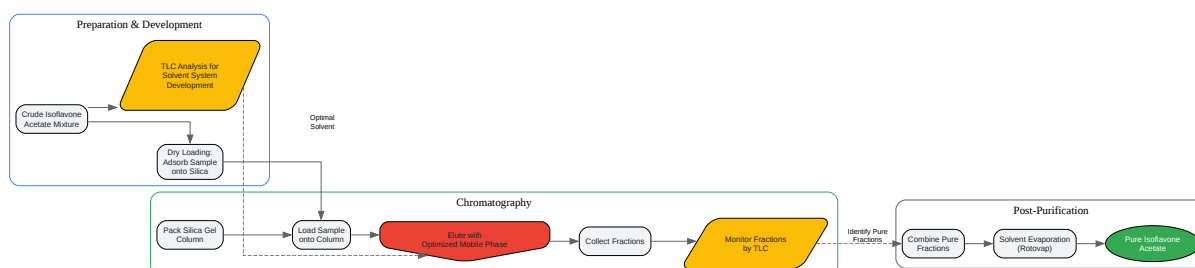 Preparation & Development
TLC Analysis for
Solvent System
Development
Crude Isoflavone
Acetate Mixture
Dry Loading:
Adsorb Sample
onto Silica
Optimal
Solvent
Chromatography
Pack Silica Gel
Column
Load Sample
onto Column
Elute with
Optimized Mobile Phase
Collect Fractions
Monitor Fractions
by TLC
Identify Pure
Fractions
Post-Purification
Combine Pure
Fractions
Solvent Evaporation
(Rotovap)
Pure Isoflavone
Acetate